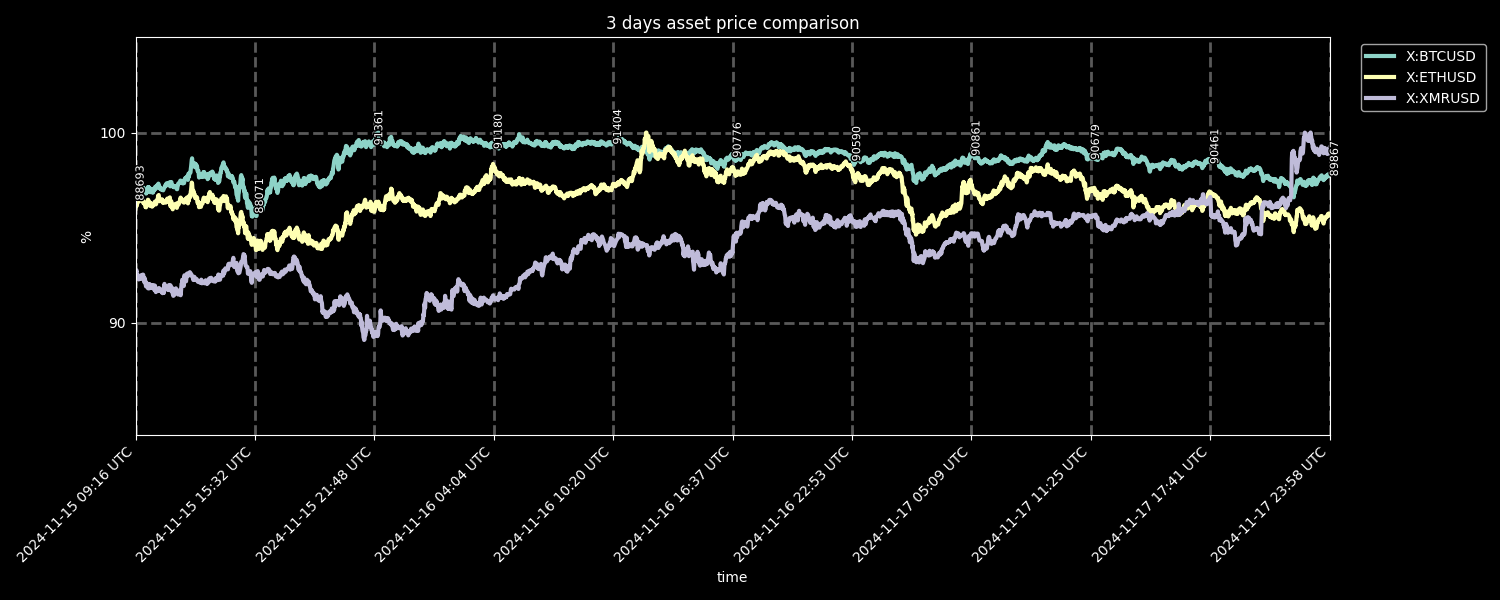 3 days asset price comparison
X:BTCUSD
X:ETHUSD
X:XMRUSD
100
90
%
88693
88071
91361
91180
91404
90776
90590
90861
90679
90461
89867
2024-11-15 09:16 UTC
2024-11-15 15:32 UTC
2024-11-15 21:48 UTC
2024-11-16 04:04 UTC
2024-11-16 10:20 UTC
2024-11-16 16:37 UTC
2024-11-16 22:53 UTC
2024-11-17 05:09 UTC
2024-11-17 11:25 UTC
2024-11-17 17:41 UTC
2024-11-17 23:58 UTC
time